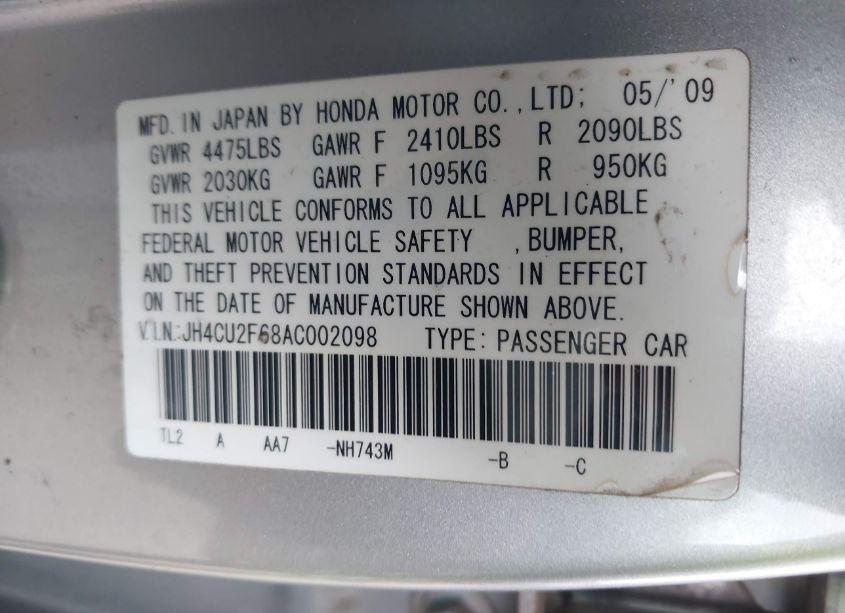 MFD. IN JAPAN BY HONDA MOTOR CO.,LTD; 05/'09
GVWR 4475LBS GAWR F 2410LBS R 2090LBS
GVWR 2030KG GAWR F 1095KG R 950KG
THIS VEHICLE CONFORMS TO ALL APPLICABLE
FEDERAL MOTOR VEHICLE SAFETY ,BUMPER,
AND THEFT PREVENTION STANDARDS IN EFFECT
ON THE DATE OF MANUFACTURE SHOWN ABOVE.
V.I.N.:JH4CU2F68AC002098 TYPE: PASSENGER CAR
TL2 A AA7 -NH743M -B -C